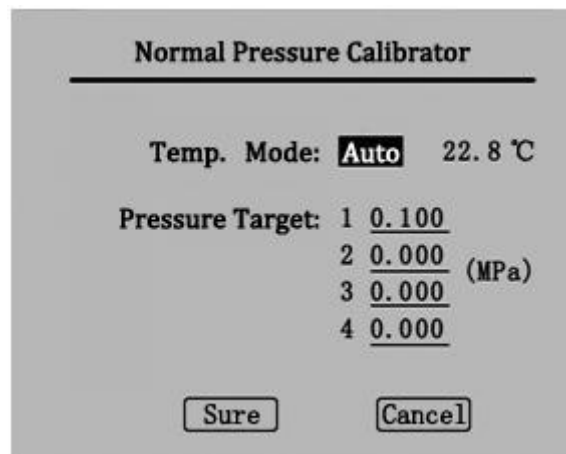 Normal Pressure Calibrator
Temp. Mode: Auto 22.8 ℃
Pressure Target: 1 0.100
2 0.000
(MPa)
3 0.000
4 0.000
Sure Cancel